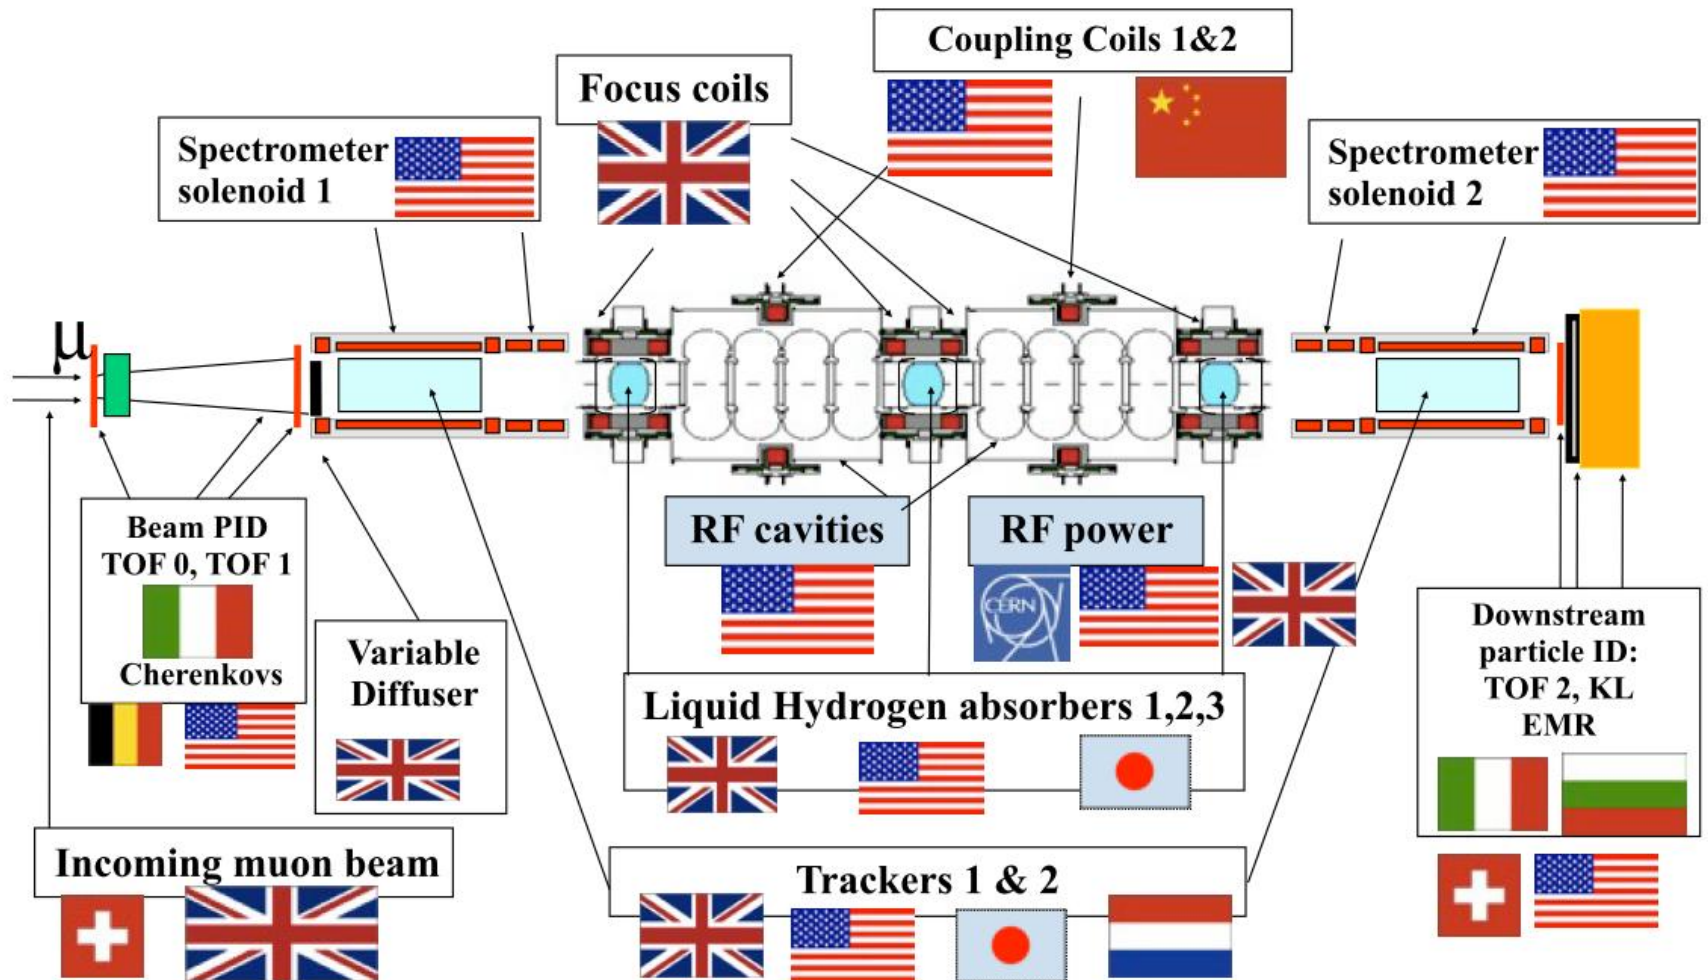 Coupling Coils 1&2
Focus coils
Spectrometer
solenoid 1
Spectrometer
solenoid 2
μ
Beam PID
TOF 0, TOF 1
Cherenkovs
Variable
Diffuser
RF cavities
RF power
CERN
Downstream
particle ID:
TOF 2, KL
EMR
Liquid Hydrogen absorbers 1,2,3
Incoming muon beam
Trackers 1 & 2